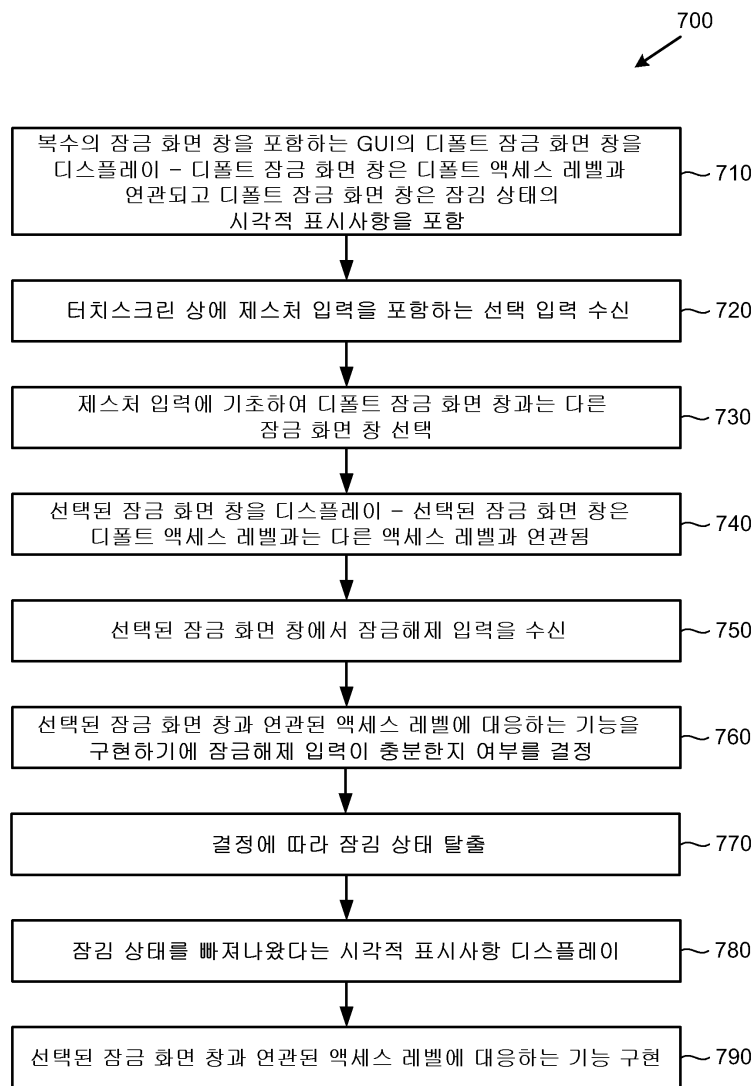 700
복수의 잠금 화면 창을 포함하는 GUI의 디폴트 잠금 화면 창을
디스플레이 – 디폴트 잠금 화면 창은 디폴트 액세스 레벨과
연관되고 디폴트 잠금 화면 창은 잠김 상태의
시각적 표시사항을 포함
710
터치스크린 상에 제스처 입력을 포함하는 선택 입력 수신
720
제스처 입력에 기초하여 디폴트 잠금 화면 창과는 다른
잠금 화면 창 선택
730
선택된 잠금 화면 창을 디스플레이 – 선택된 잠금 화면 창은
디폴트 액세스 레벨과는 다른 액세스 레벨과 연관됨
740
선택된 잠금 화면 창에서 잠금해제 입력을 수신
750
선택된 잠금 화면 창과 연관된 액세스 레벨에 대응하는 기능을
구현하기에 잠금해제 입력이 충분한지 여부를 결정
760
결정에 따라 잠김 상태 탈출
770
잠김 상태를 빠져나왔다는 시각적 표시사항 디스플레이
780
선택된 잠금 화면 창과 연관된 액세스 레벨에 대응하는 기능 구현
790